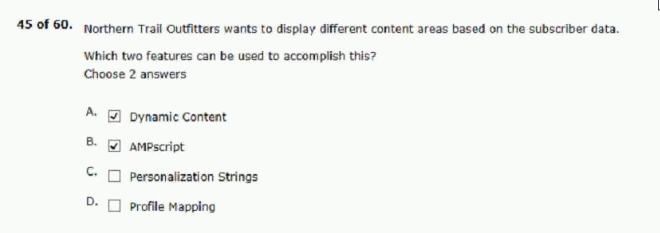 45 of 60. Northern Trail Outfitters wants to display different content areas based on the subscriber data.
Which two features can be used to accomplish this?
Choose 2 answers
A. Dynamic Content
B. AMPscript
C. Personalization Strings
D. Profile Mapping